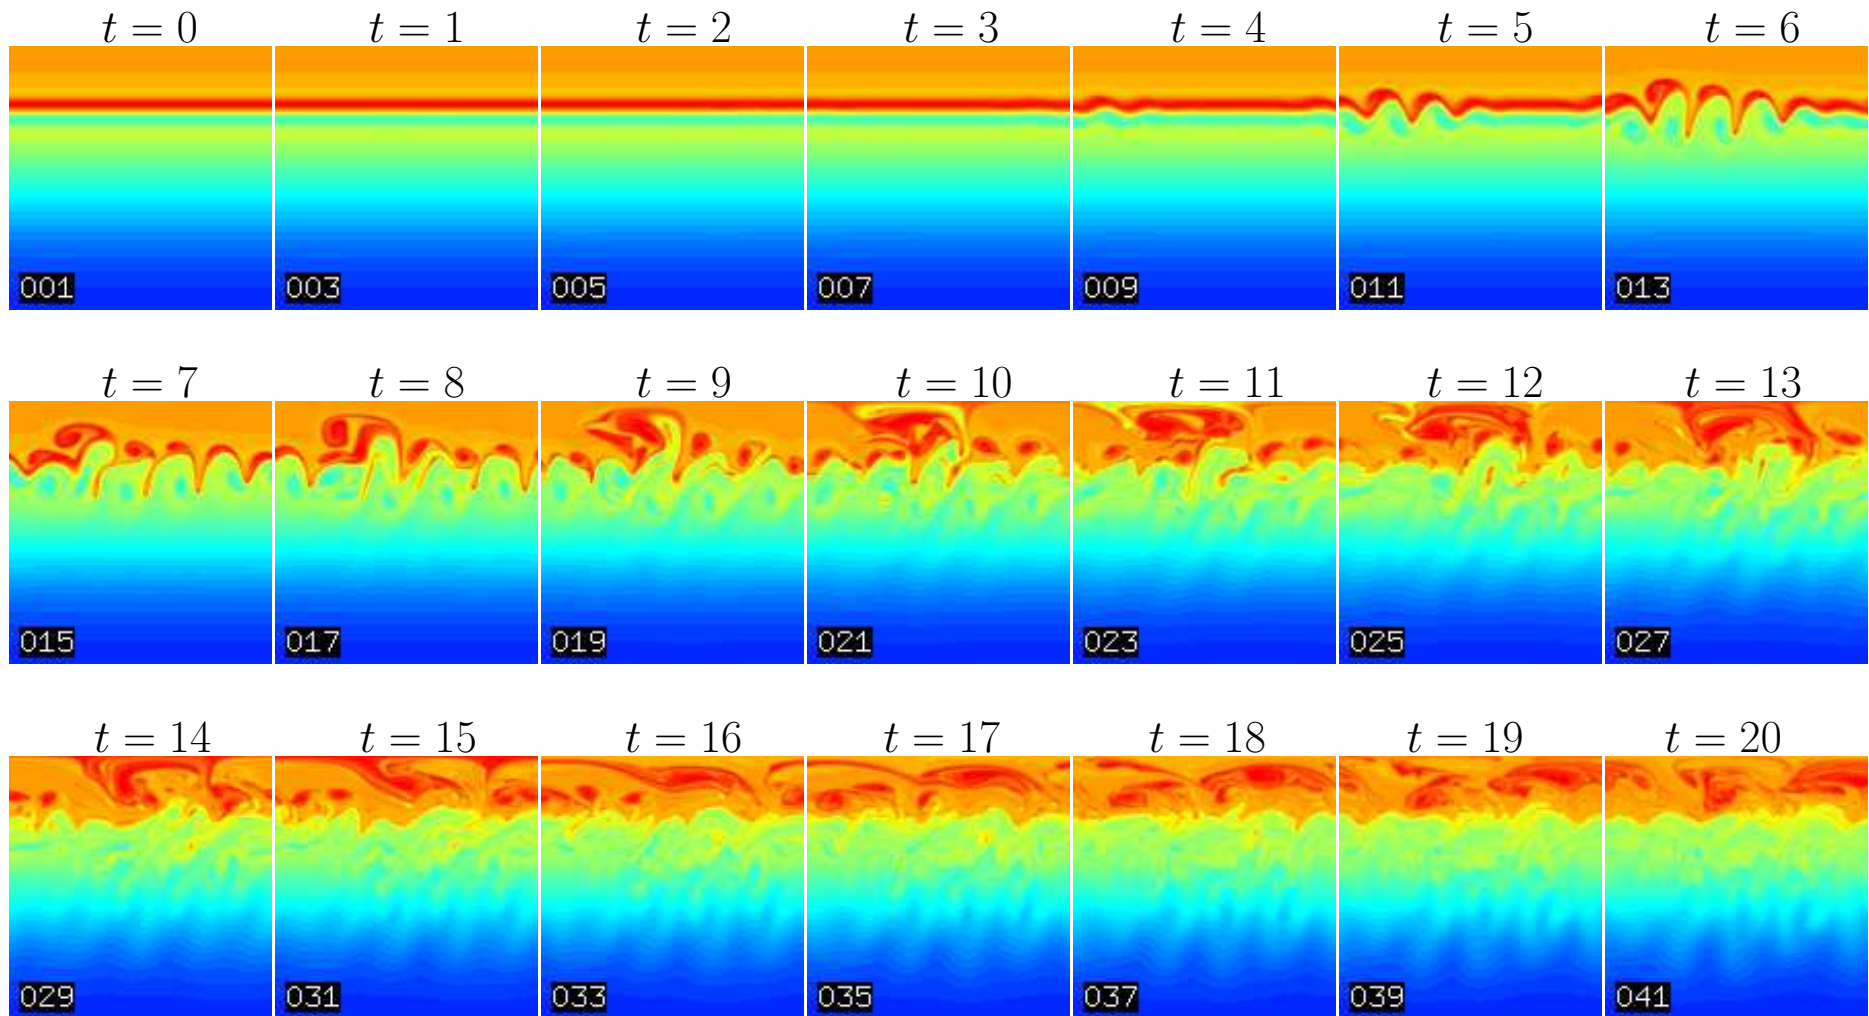 t = 0 t = 1 t = 2 t = 3 t = 4 t = 5 t = 6
001 003 005 007 009 011 013
t = 7 t = 8 t = 9 t = 10 t = 11 t = 12 t = 13
015 017 019 021 023 025 027
t = 14 t = 15 t = 16 t = 17 t = 18 t = 19 t = 20
029 031 033 035 037 039 041